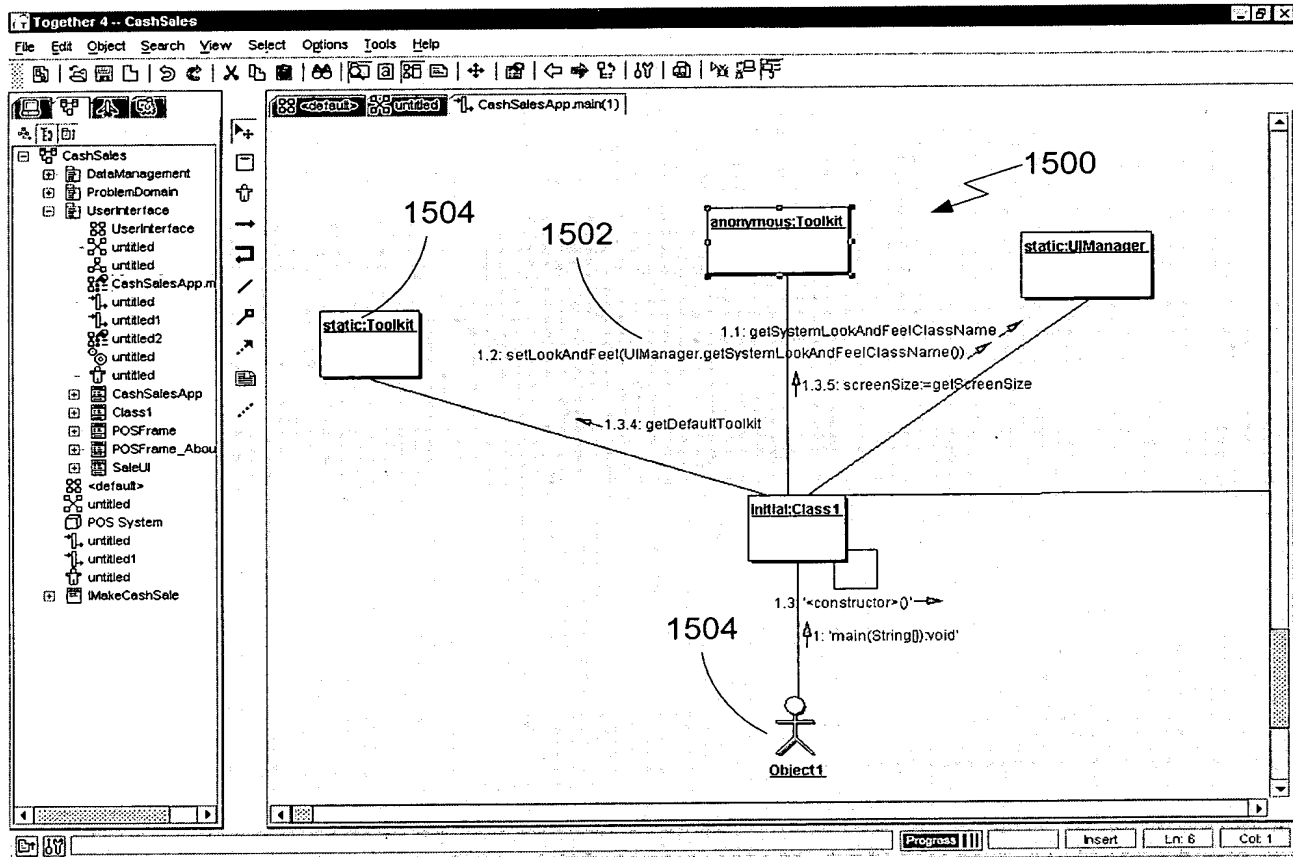 Together 4 -- CashSales
File Edit Object Search View Select Options Tools Help
<default> untitled CashSalesApp.main(1)
CashSales
DataManagement
ProblemDomain
UserInterface
UserInterface
untitled
untitled
CashSalesApp.m
untitled
untitled1
untitled2
untitled
untitled
CashSalesApp
Class1
POSFrame
POSFrame_Abou
SaleUI
<default>
untitled
POS System
untitled
untitled1
untitled
IMakeCashSale
1500
1504
1502
anonymous:Toolkit
static:UIManager
static:Toolkit
1.1: getSystemLookAndFeelClassName
1.2: setLookAndFeel(UIManager.getSystemLookAndFeelClassName())
1.3.5: screenSize:=getScreenSize
1.3.4: getDefaultToolkit
initial:Class1
1.3: '<constructor>()'
1504
1: 'main(String[]):void'
Object1
Progress Insert Ln: 6 Col: 1